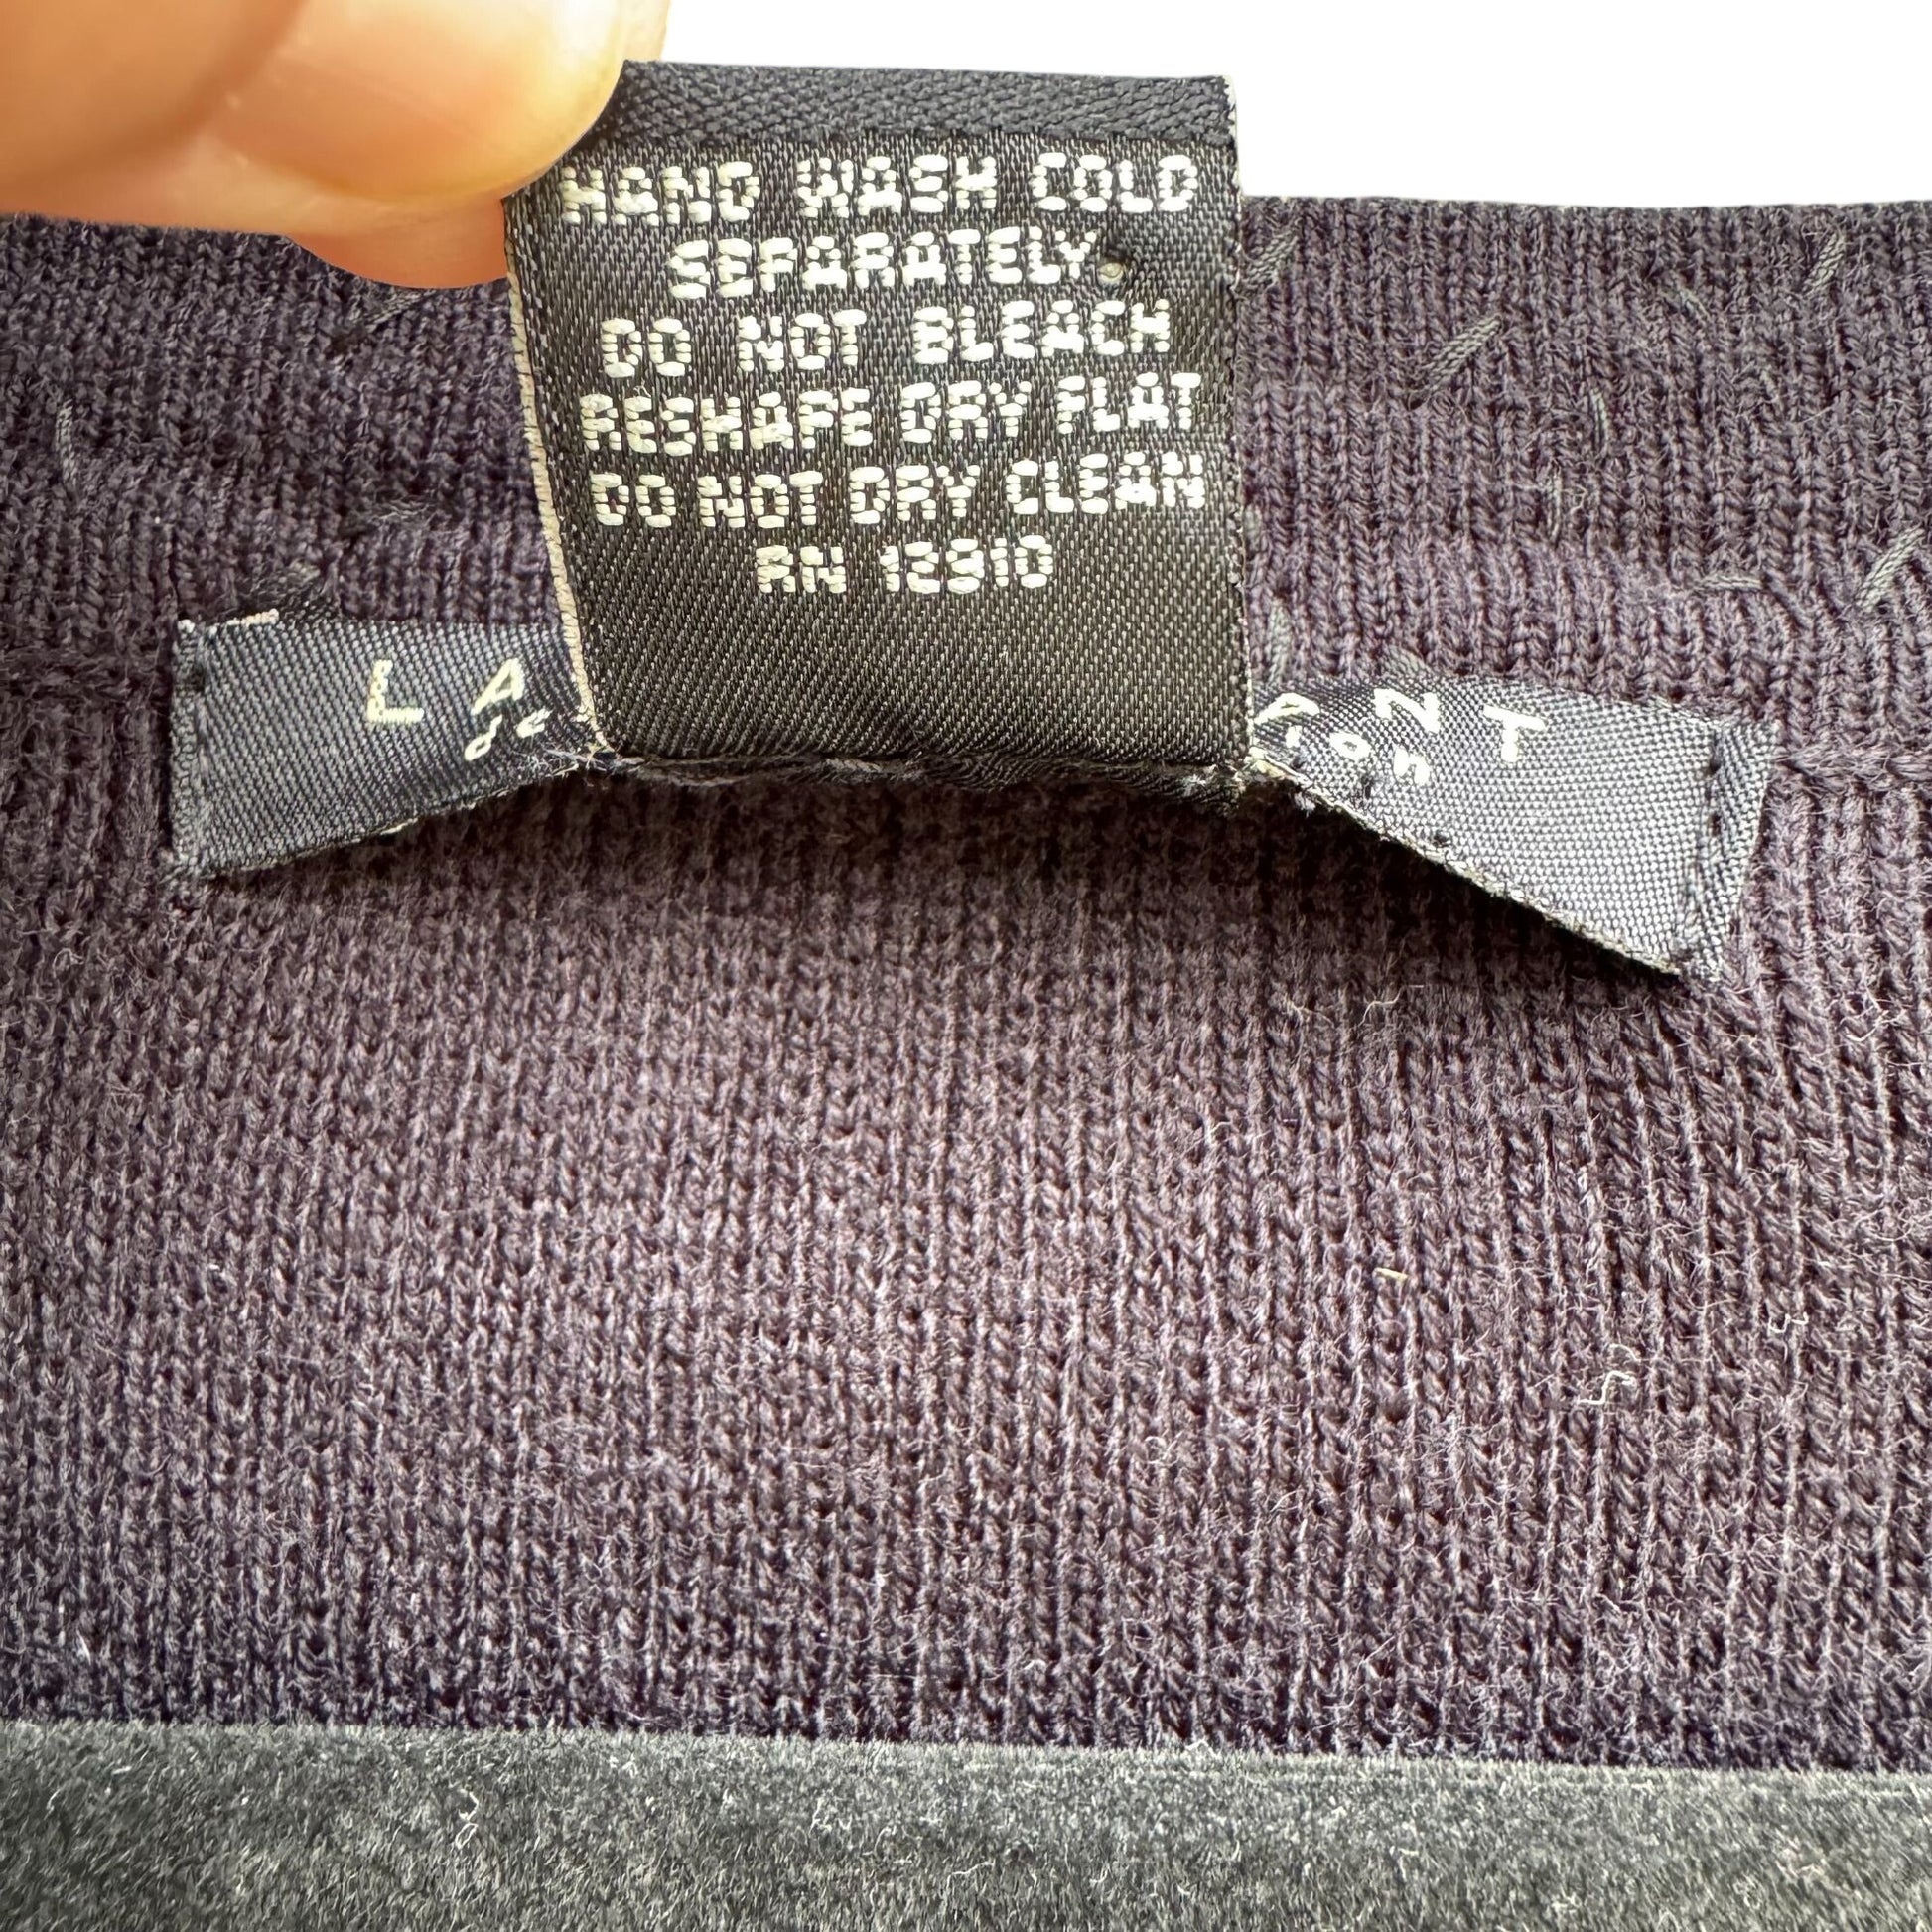 HAND WASH COLD
SEPARATELY
DO NOT BLEACH
RESHAPE DRY FLAT
DO NOT DRY CLEAN
RN 12910